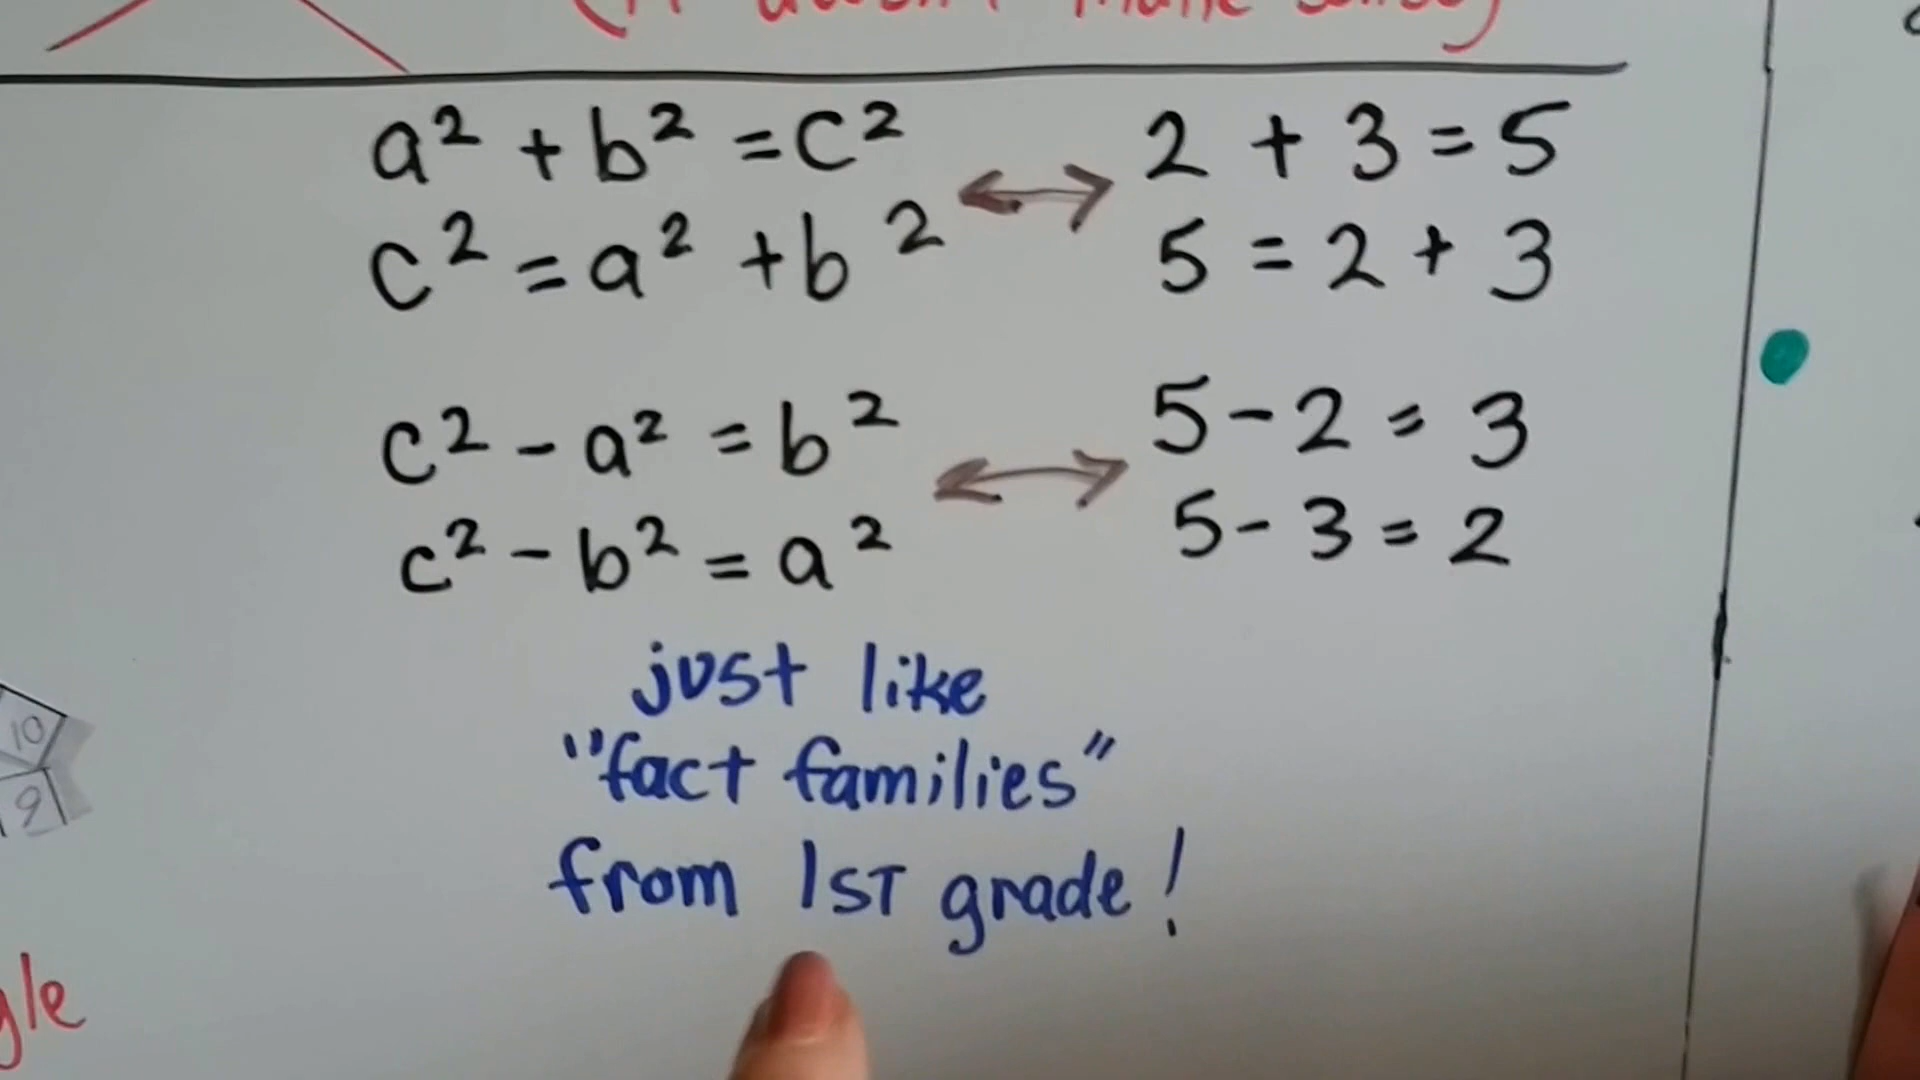 a² + b² = c² ↔ 2 + 3 = 5
c² = a² + b² 5 = 2 + 3
c² - a² = b² ↔ 5 - 2 = 3
c² - b² = a² 5 - 3 = 2
just like
"fact families"
from 1ST grade!
10
9
gle